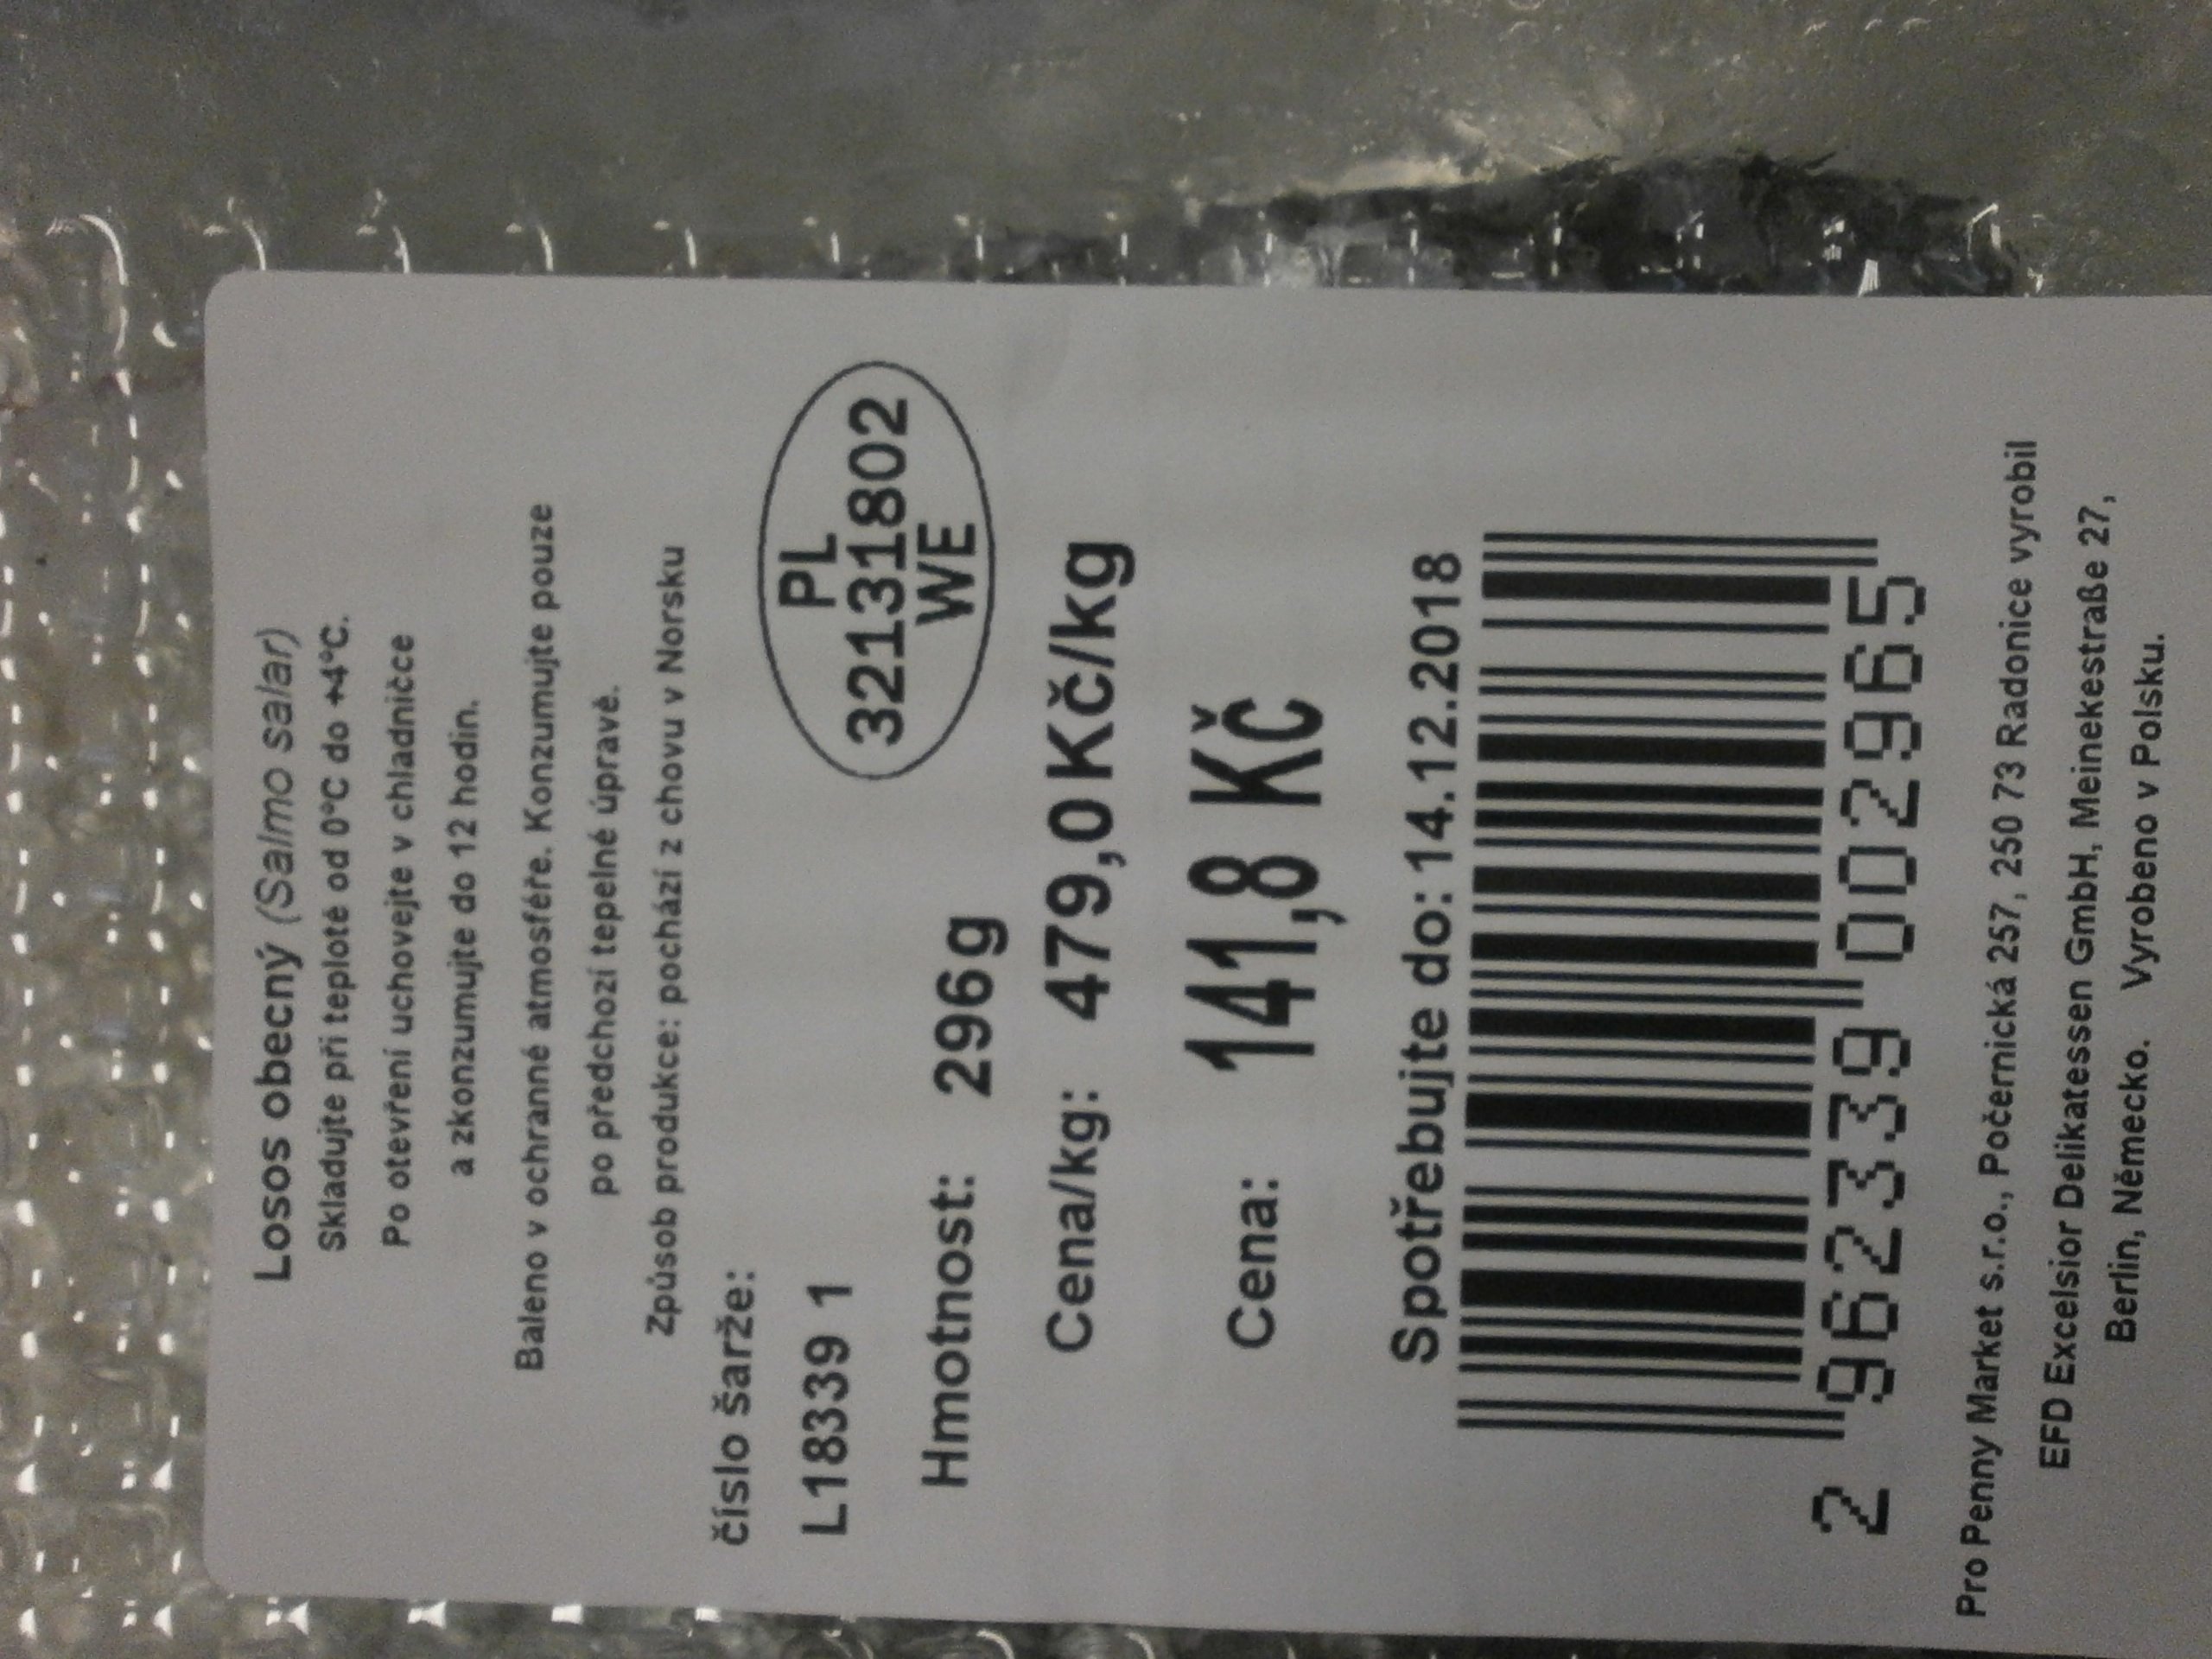 Losos obecný (Salmo salar)
Skladujte při teplotě od 0°C do +4°C.
Po otevření uchovejte v chladničce
a zkonzumujte do 12 hodin.
Baleno v ochranné atmosféře. Konzumujte pouze
po předchozí tepelné úpravě.
Způsob produkce: pochází z chovu v Norsku
číslo šarže:
L18339 1
PL
32131802
WE
Hmotnost: 296g
Cena/kg: 479,0Kč/kg
Cena: 141,8 Kč
Spotřebujte do: 14.12.2018
2 962339 002965
Pro Penny Market s.r.o., Počernická 257, 250 73 Radonice vyrobil
EFD Excelsior Delikatessen GmbH, Meinekestraße 27,
Berlin, Německo. Vyrobeno v Polsku.